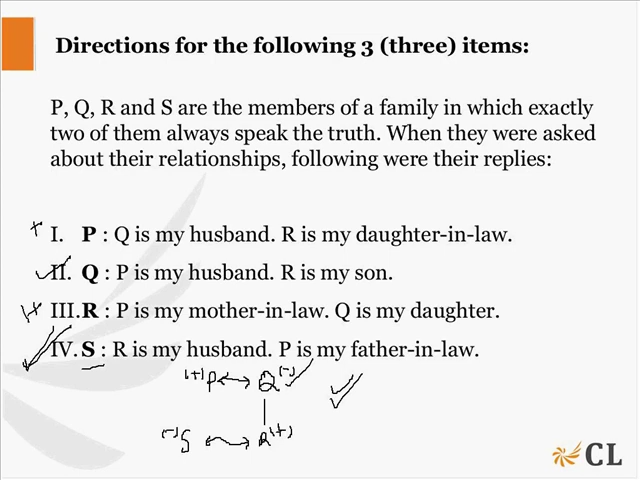 Directions for the following 3 (three) items:
P, Q, R and S are the members of a family in which exactly
two of them always speak the truth. When they were asked
about their relationships, following were their replies:
I. P : Q is my husband. R is my daughter-in-law.
II. Q : P is my husband. R is my son.
III. R : P is my mother-in-law. Q is my daughter.
IV. S : R is my husband. P is my father-in-law.
(+)P ↔ Q(-)
(-)S ↔ R(+)
CL